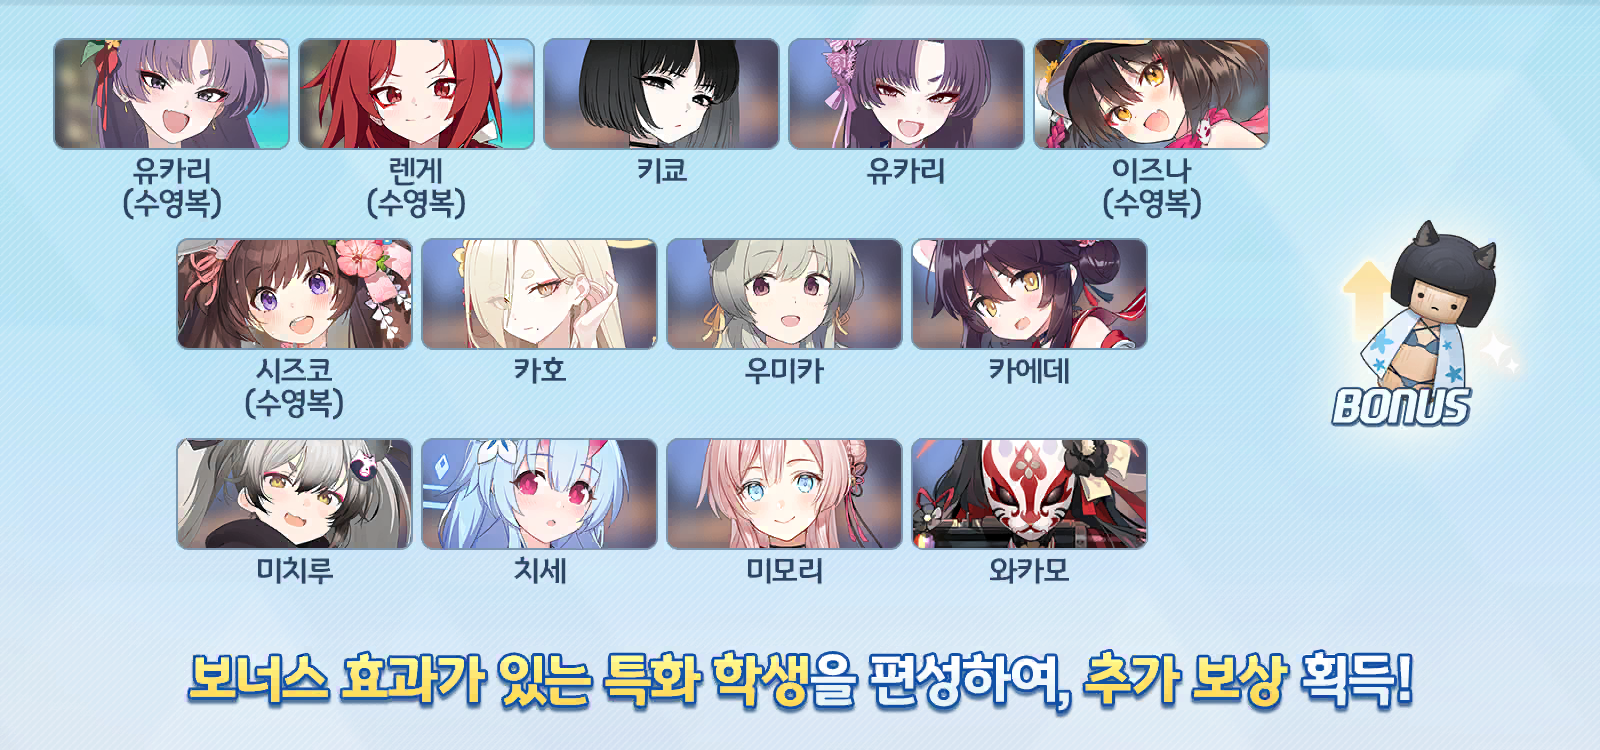 유카리
(수영복)
렌게
(수영복)
키쿄
유카리
이즈나
(수영복)
시즈코
(수영복)
카호
우미카
카에데
BONUS
미치루
치세
미모리
와카모
보너스 효과가 있는 특화 학생을 편성하여, 추가 보상 획득!